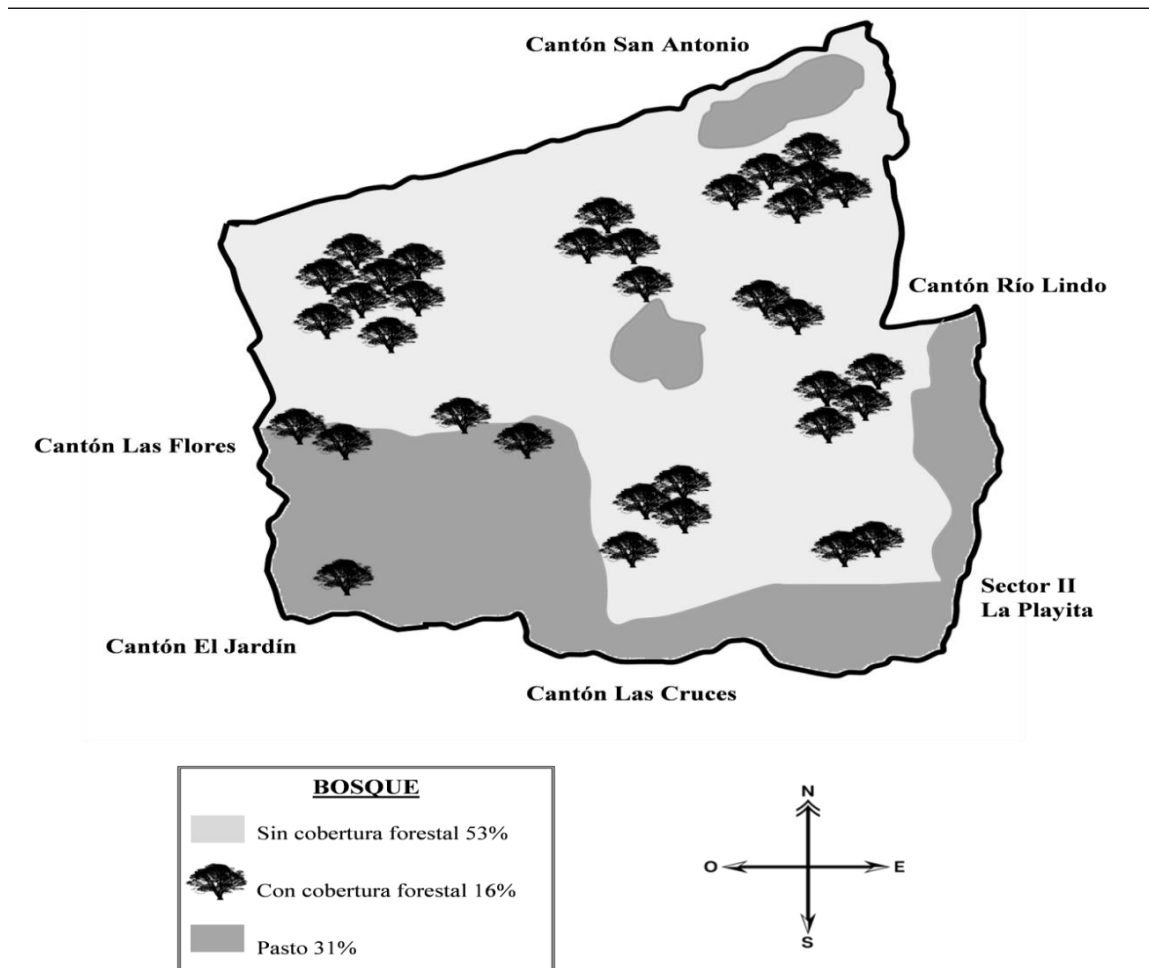 Cantón San Antonio
Cantón Río Lindo
Cantón Las Flores
Sector II
La Playita
Cantón El Jardín
Cantón Las Cruces
BOSQUE
Sin cobertura forestal 53%
Con cobertura forestal 16%
Pasto 31%
N
O
E
S